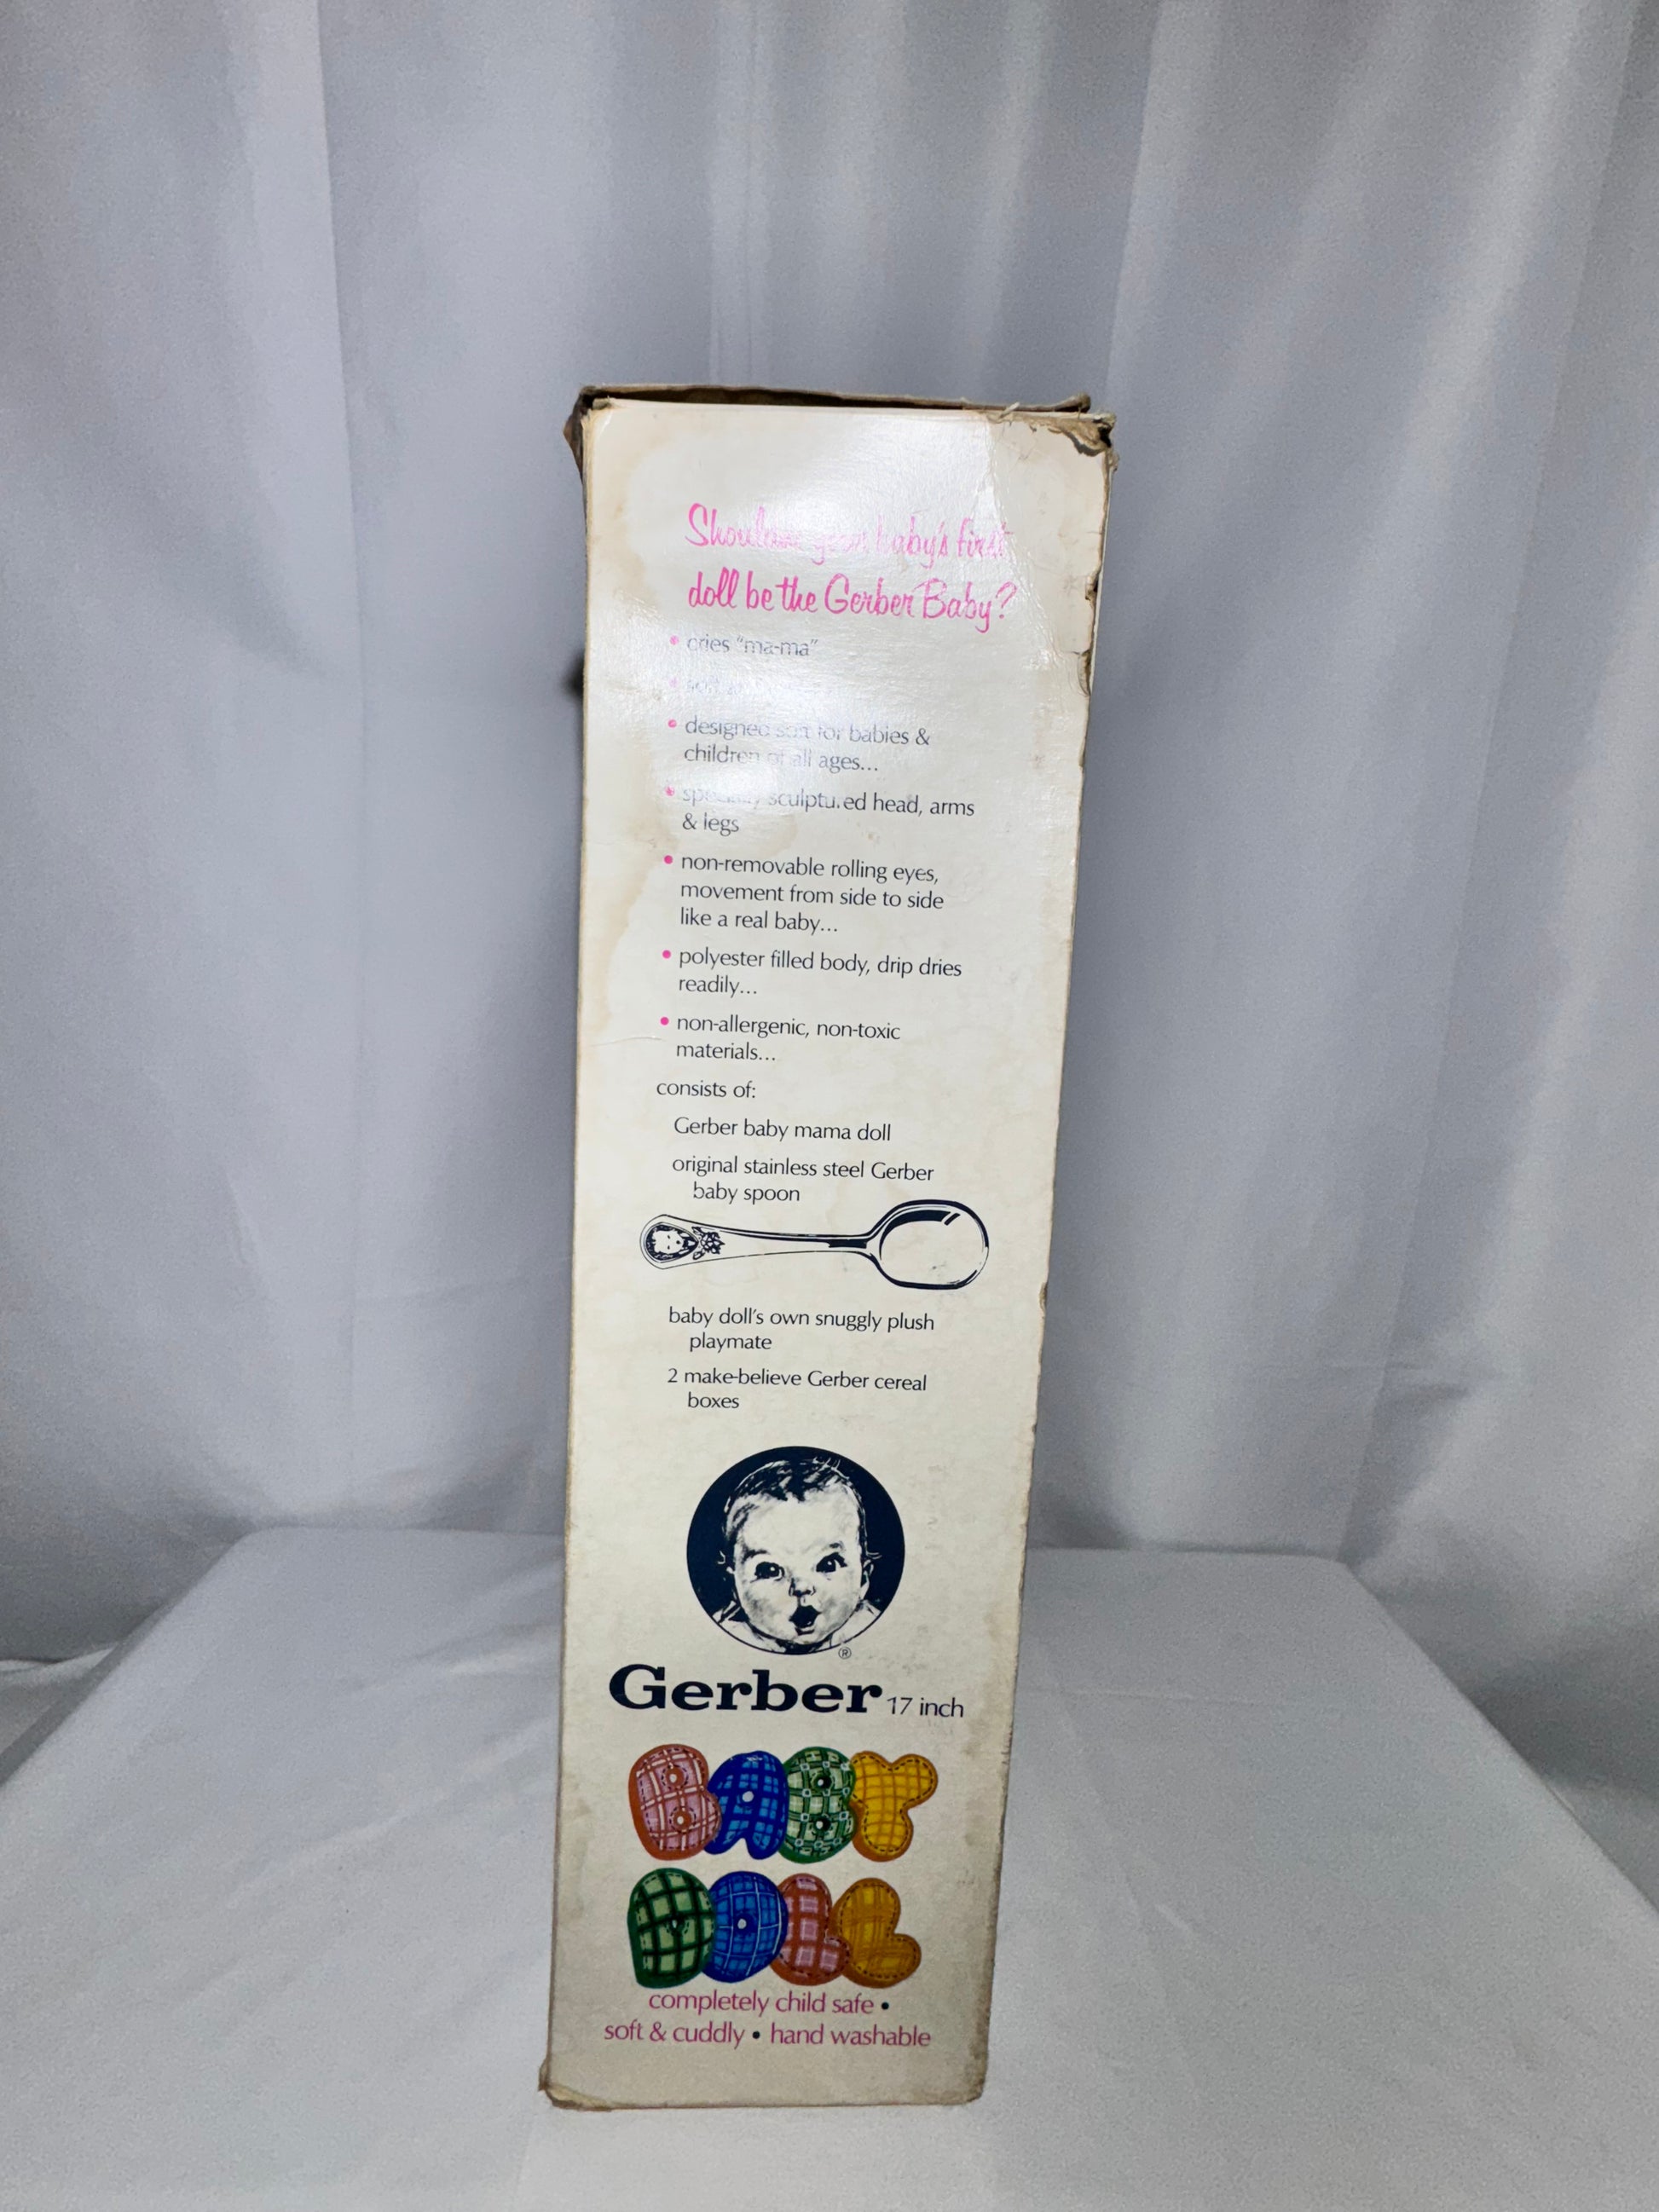 Shouldn't your baby's first
doll be the Gerber Baby?
• cries "ma-ma"
• soft
• designed soft for babies &
children of all ages...
• specially sculptured head, arms
& legs
• non-removable rolling eyes,
movement from side to side
like a real baby...
• polyester filled body, drip dries
readily...
• non-allergenic, non-toxic
materials...
consists of:
Gerber baby mama doll
original stainless steel Gerber
baby spoon
baby doll's own snuggly plush
playmate
2 make-believe Gerber cereal
boxes
®
Gerber 17 inch
BABY
DOLL
completely child safe •
soft & cuddly • hand washable